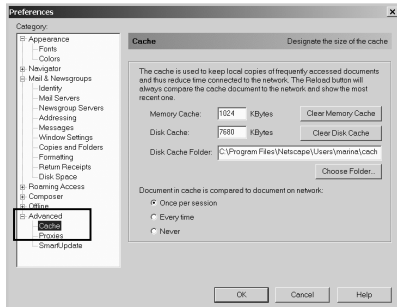 Preferences
Category:
Appearance
Fonts
Colors
Navigator
Mail & Newsgroups
Identity
Mail Servers
Newsgroup Servers
Addressing
Messages
Window Settings
Copies and Folders
Formatting
Return Receipts
Disk Space
Roaming Access
Composer
Offline
Advanced
Cache
Proxies
SmartUpdate
Cache
Designate the size of the cache
The cache is used to keep local copies of frequently accessed documents
and thus reduce time connected to the network. The Reload button will
always compare the cache document to the network and show the most
recent one.
Memory Cache: 1024 KBytes Clear Memory Cache
Disk Cache: 7680 KBytes Clear Disk Cache
Disk Cache Folder: C:\Program Files\Netscape\Users\marina\cach
Choose Folder...
Document in cache is compared to document on network:
Once per session
Every time
Never
OK Cancel Help